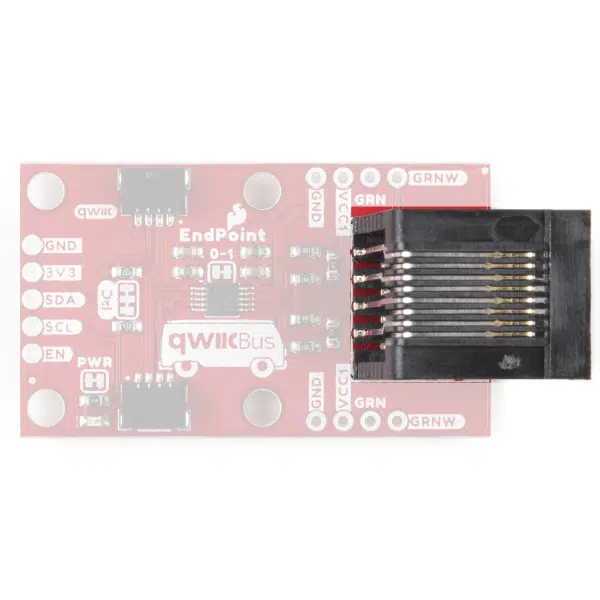 GRNW
GRN
VCC1
GND
qwiic
EndPoint
0-1
GND
3V3
SDA
SCL
EN
I²C
qwiicBus
PWR
GND
VCC1
GRN
GRNW